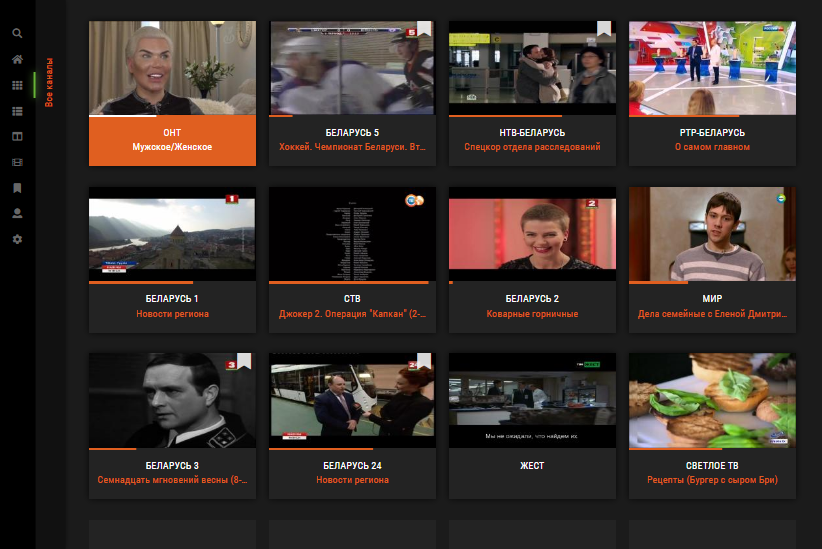 Все каналы
ОНТ
Мужское/Женское
БЕЛАРУСЬ 5
Хоккей. Чемпионат Беларуси. Вт...
НТВ-БЕЛАРУСЬ
Спецкор отдела расследований
РТР-БЕЛАРУСЬ
О самом главном
БЕЛАРУСЬ 1
Новости региона
СТВ
Джокер 2. Операция "Капкан" (2-...
БЕЛАРУСЬ 2
Коварные горничные
МИР
Дела семейные с Еленой Дмитри...
БЕЛАРУСЬ 3
Семнадцать мгновений весны (8-...
БЕЛАРУСЬ 24
Новости региона
Мы не ожидали, что найдем их
ЖЕСТ
СВЕТЛОЕ ТВ
Рецепты (Бургер с сыром Бри)